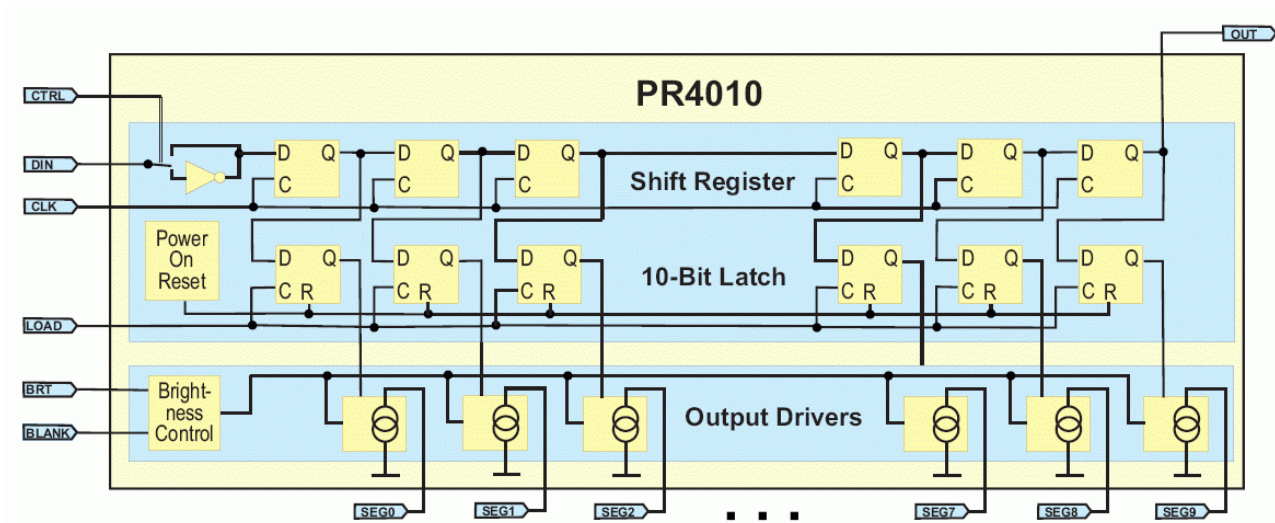 OUT
PR4010
CTRL
DIN
CLK
D Q D Q D Q D Q D Q D Q
C C C C C C
Shift Register
Power
On
Reset
D Q D Q D Q D Q D Q D Q
C R C R C R C R C R C R
10-Bit Latch
LOAD
BRT
BLANK
Bright-
ness
Control
Output Drivers
SEG0 SEG1 SEG2 ... SEG7 SEG8 SEG9